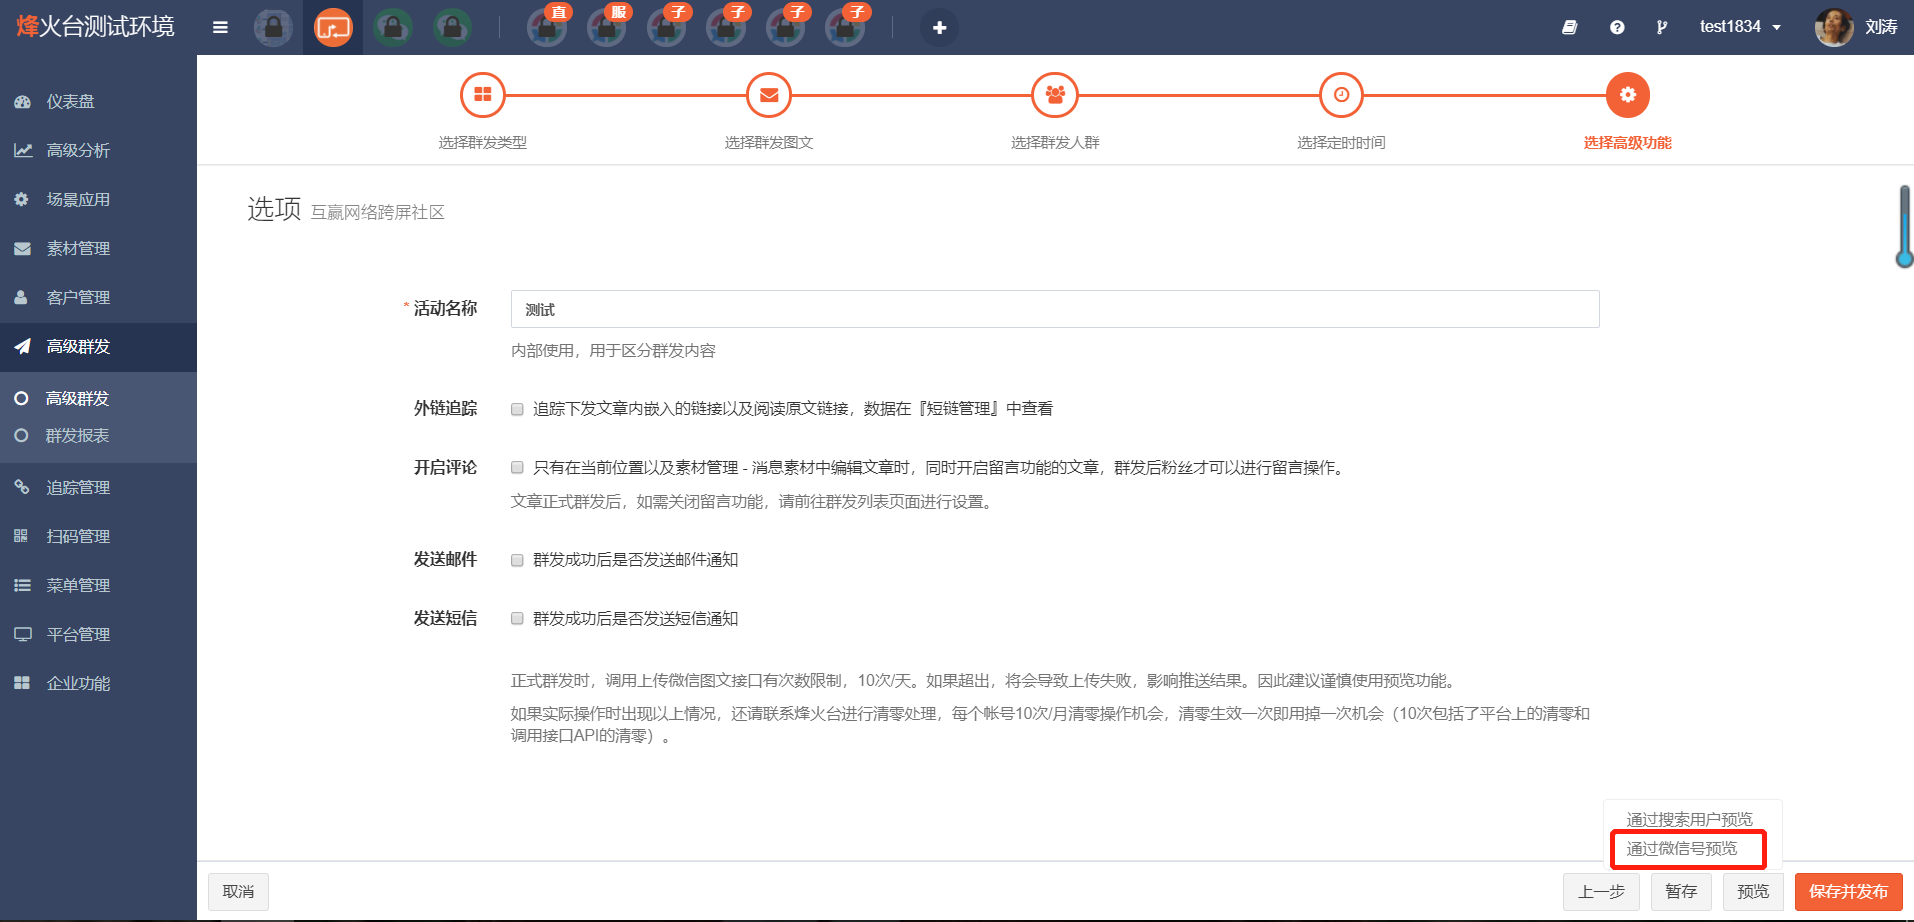 烽火台测试环境
直
服
子
子
子
子
test1834
刘涛
仪表盘
高级分析
场景应用
素材管理
客户管理
高级群发
高级群发
群发报表
追踪管理
扫码管理
菜单管理
平台管理
企业功能
选择群发类型
选择群发图文
选择群发人群
选择定时时间
选择高级功能
选项 互赢网络跨屏社区
* 活动名称 测试
内部使用，用于区分群发内容
外链追踪 追踪下发文章内嵌入的链接以及阅读原文链接，数据在『短链管理』中查看
开启评论 只有在当前位置以及素材管理 - 消息素材中编辑文章时，同时开启留言功能的文章，群发后粉丝才可以进行留言操作。
文章正式群发后，如需关闭留言功能，请前往群发列表页面进行设置。
发送邮件 群发成功后是否发送邮件通知
发送短信 群发成功后是否发送短信通知
正式群发时，调用上传微信图文接口有次数限制，10次/天。如果超出，将会导致上传失败，影响推送结果。因此建议谨慎使用预览功能。
如果实际操作时出现以上情况，还请联系烽火台进行清零处理，每个帐号10次/月清零操作机会，清零生效一次即用掉一次机会（10次包括了平台上的清零和
调用接口API的清零）。
通过搜索用户预览
通过微信号预览
取消
上一步
暂存
预览
保存并发布